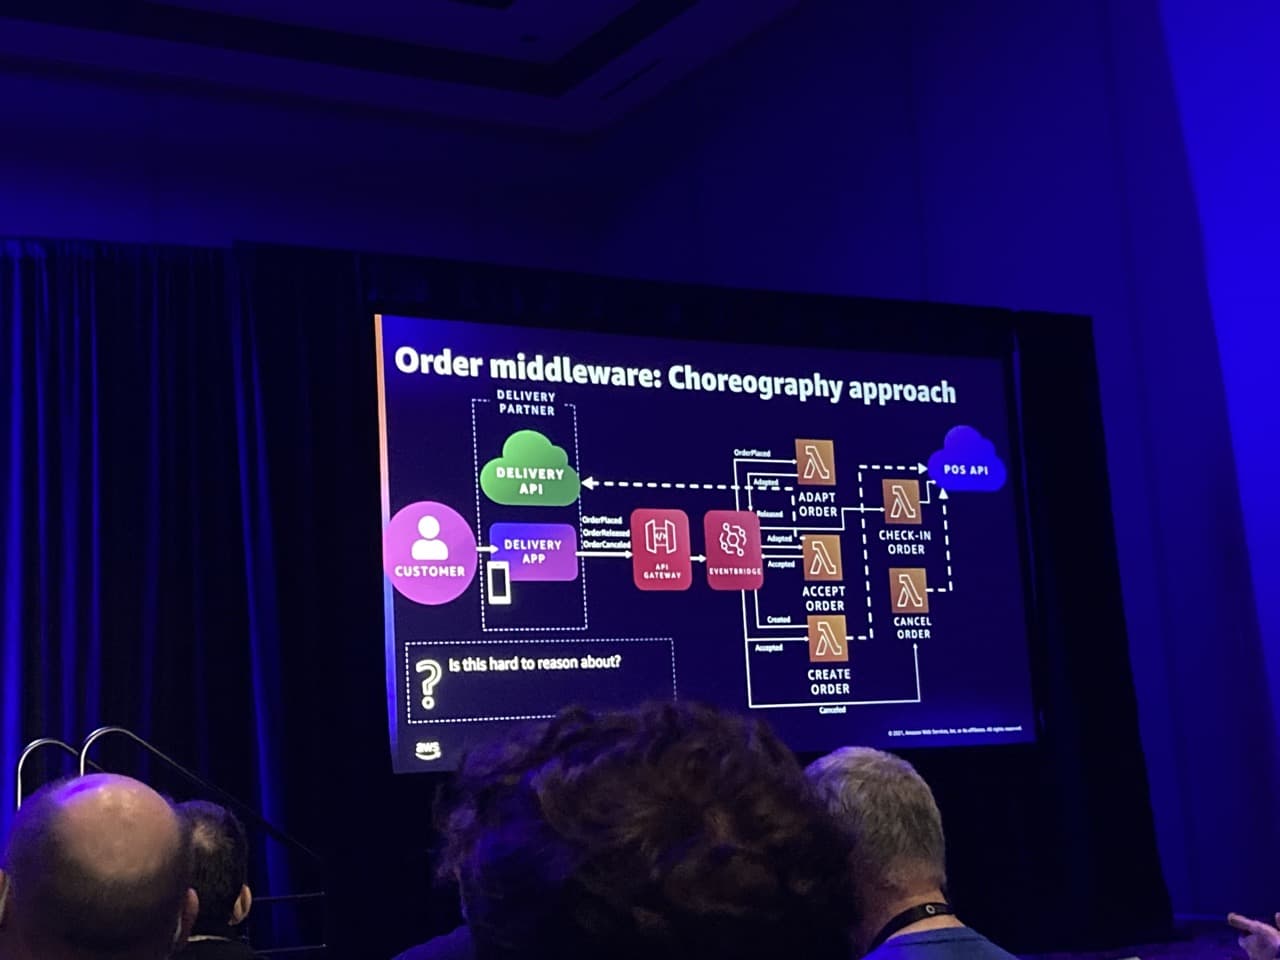 Order middleware: Choreography approach
DELIVERY
PARTNER
DELIVERY
API
CUSTOMER
DELIVERY
APP
OrderPlaced
OrderReleased
OrderCanceled
API
GATEWAY
EVENTBRIDGE
OrderPlaced
Adapted
Released
Adapted
Accepted
Created
Accepted
Canceled
ADAPT
ORDER
ACCEPT
ORDER
CREATE
ORDER
CHECK-IN
ORDER
CANCEL
ORDER
POS API
? Is this hard to reason about?
aws
© 2021, Amazon Web Services, Inc. or its affiliates. All rights reserved.